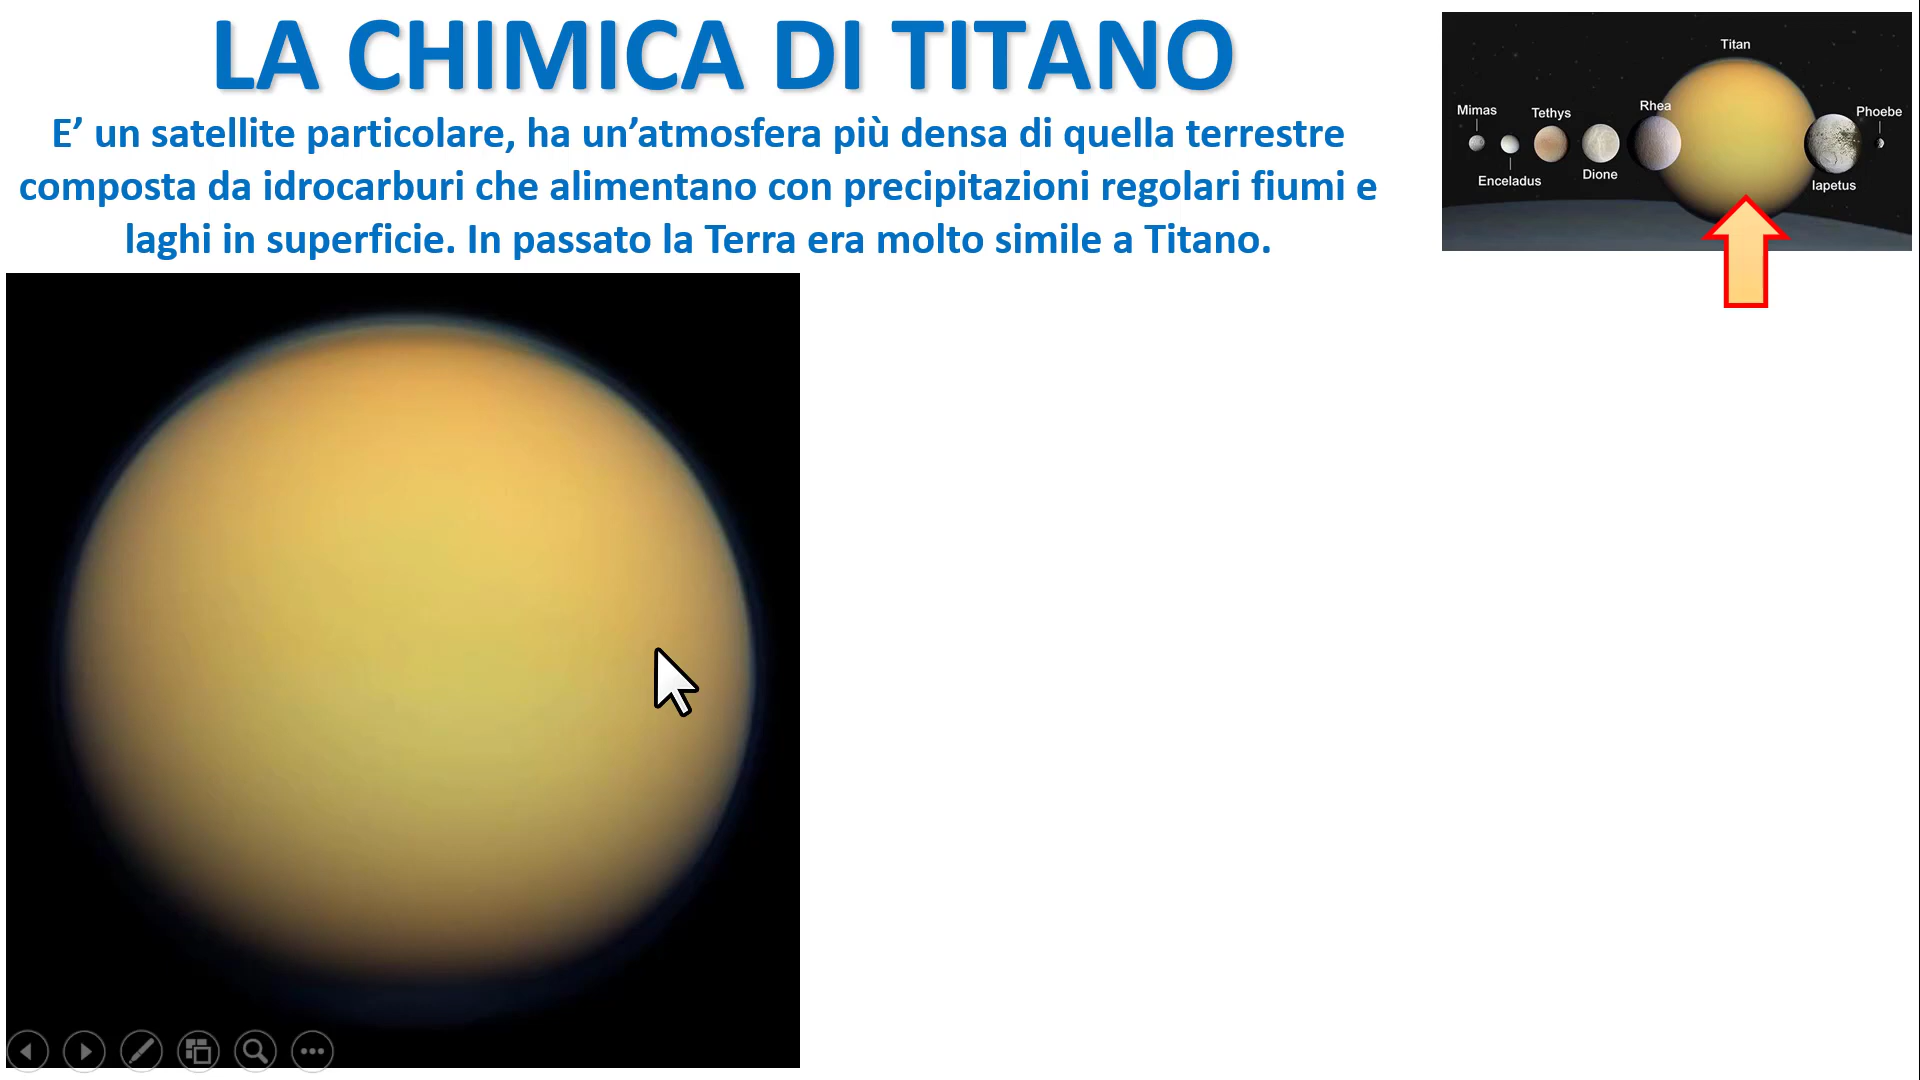 LA CHIMICA DI TITANO
E’ un satellite particolare, ha un’atmosfera più densa di quella terrestre
composta da idrocarburi che alimentano con precipitazioni regolari fiumi e
laghi in superficie. In passato la Terra era molto simile a Titano.
Titan
Mimas
Tethys
Rhea
Phoebe
Enceladus
Dione
Iapetus